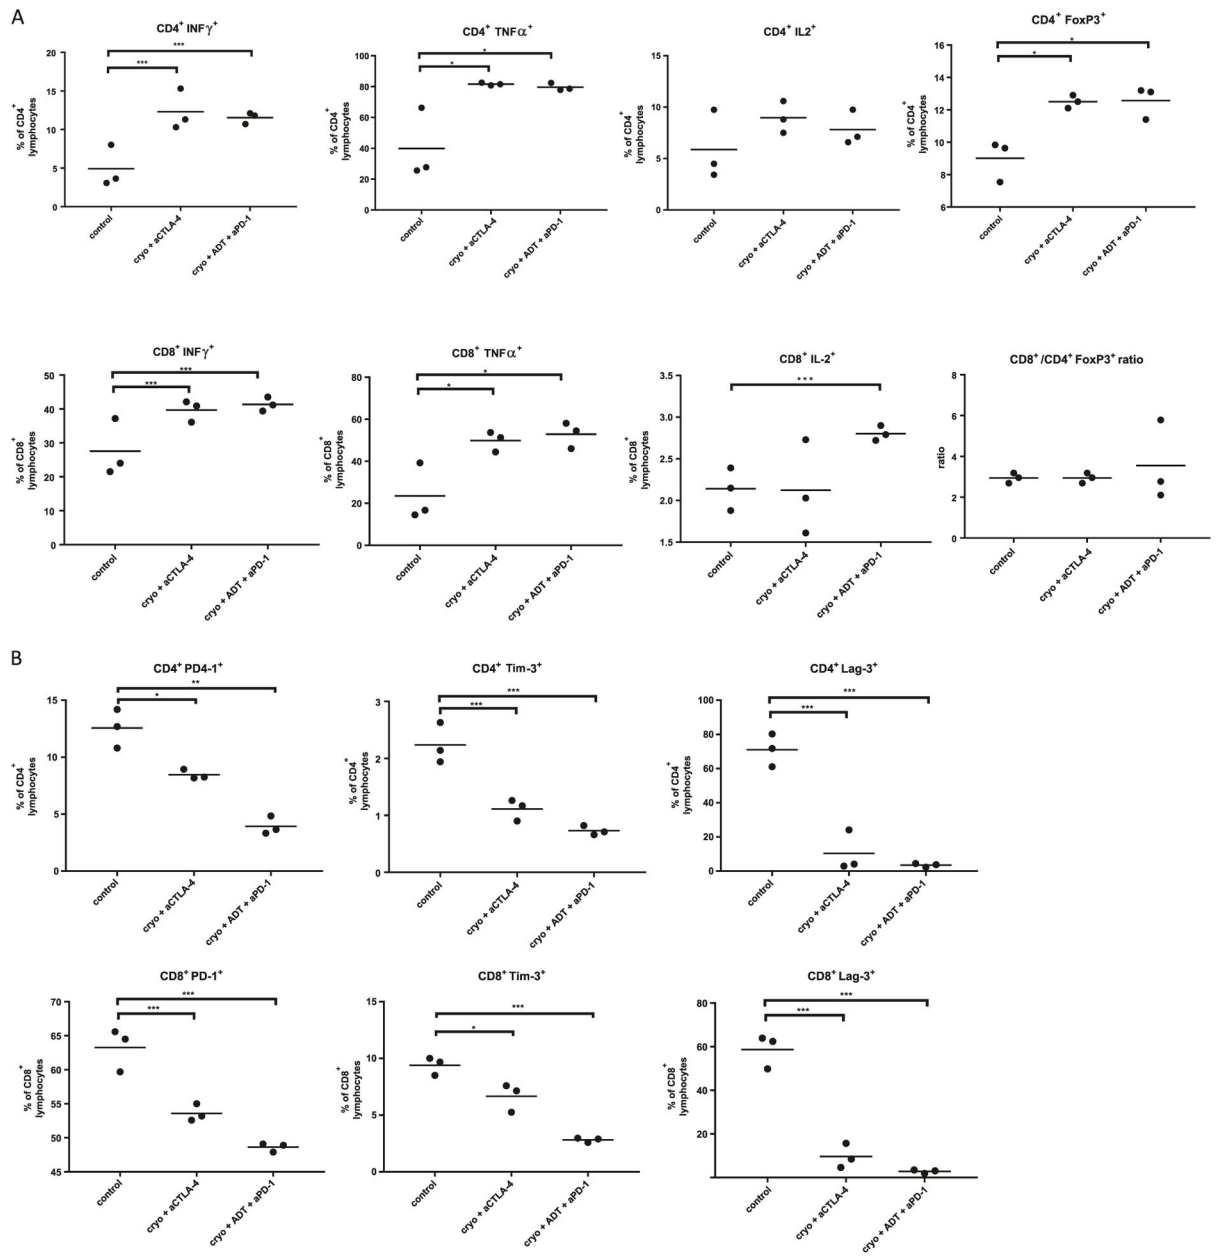 A
CD4⁺ INFγ⁺
% of CD4⁺
lymphocytes
20
15
10
5
0
***
***
control
cryo + aCTLA-4
cryo + ADT + aPD-1
CD4⁺ TNFα⁺
% of CD4⁺
lymphocytes
100
80
60
40
20
0
*
*
control
cryo + aCTLA-4
cryo + ADT + aPD-1
CD4⁺ IL2⁺
% of CD4⁺
lymphocytes
15
10
5
0
control
cryo + aCTLA-4
cryo + ADT + aPD-1
CD4⁺ FoxP3⁺
% of CD4⁺
lymphocytes
16
14
12
10
8
6
*
*
control
cryo + aCTLA-4
cryo + ADT + aPD-1
CD8⁺ INFγ⁺
% of CD8⁺
lymphocytes
50
40
30
20
10
0
***
***
control
cryo + aCTLA-4
cryo + ADT + aPD-1
CD8⁺ TNFα⁺
% of CD8⁺
lymphocytes
80
60
40
20
0
*
*
control
cryo + aCTLA-4
cryo + ADT + aPD-1
CD8⁺ IL-2⁺
% of CD8⁺
lymphocytes
3.5
3.0
2.5
2.0
1.5
***
control
cryo + aCTLA-4
cryo + ADT + aPD-1
CD8⁺ /CD4⁺ FoxP3⁺ ratio
ratio
8
6
4
2
0
control
cryo + aCTLA-4
cryo + ADT + aPD-1
B
CD4⁺ PD4-1⁺
% of CD4⁺
lymphocytes
15
10
5
0
**
*
control
cryo + aCTLA-4
cryo + ADT + aPD-1
CD4⁺ Tim-3⁺
% of CD4⁺
lymphocytes
3
2
1
0
***
***
control
cryo + aCTLA-4
cryo + ADT + aPD-1
CD4⁺ Lag-3⁺
% of CD4⁺
lymphocytes
100
80
60
40
20
0
***
***
control
cryo + aCTLA-4
cryo + ADT + aPD-1
CD8⁺ PD-1⁺
% of CD8⁺
lymphocytes
70
65
60
55
50
45
***
***
control
cryo + aCTLA-4
cryo + ADT + aPD-1
CD8⁺ Tim-3⁺
% of CD8⁺
lymphocytes
15
10
5
0
***
*
control
cryo + aCTLA-4
cryo + ADT + aPD-1
CD8⁺ Lag-3⁺
% of CD8⁺
lymphocytes
80
60
40
20
***
***
control
cryo + aCTLA-4
cryo + ADT + aPD-1